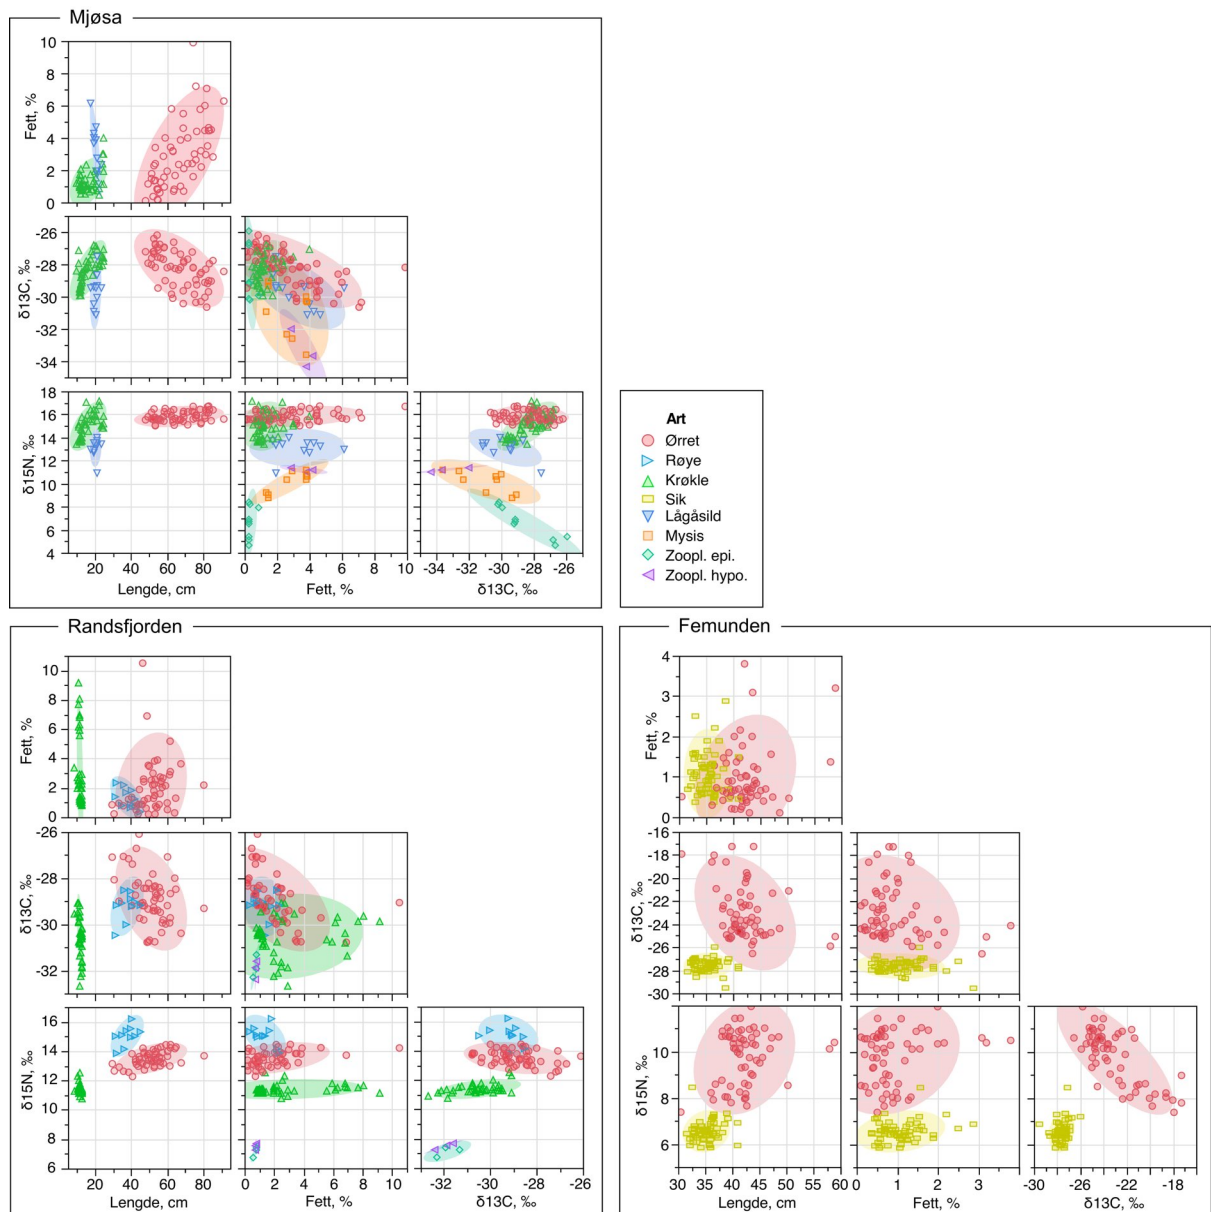 Mjøsa
10
8
6
4
2
0
Fett, %
-26
-28
-30
-32
-34
δ13C, ‰
18
16
14
12
10
8
6
4
δ15N, ‰
20 40 60 80
0 2 4 6 8 10
-34 -32 -30 -28 -26
Lengde, cm
Fett, %
δ13C, ‰
Art
Ørret
Røye
Krøkle
Sik
Lågåsild
Mysis
Zoopl. epi.
Zoopl. hypo.
Randsfjorden
10
8
6
4
2
0
Fett, %
-26
-28
-30
-32
δ13C, ‰
16
14
12
10
8
6
δ15N, ‰
20 40 60 80
0 2 4 6 8 10
-32 -30 -28 -26
Lengde, cm
Fett, %
δ13C, ‰
Femunden
4
3
2
1
0
Fett, %
-16
-18
-20
-22
-24
-26
-28
-30
δ13C, ‰
10
8
6
δ15N, ‰
30 35 40 45 50 55 60
0 1 2 3
-26 -22 -18
Lengde, cm
Fett, %
δ13C, ‰